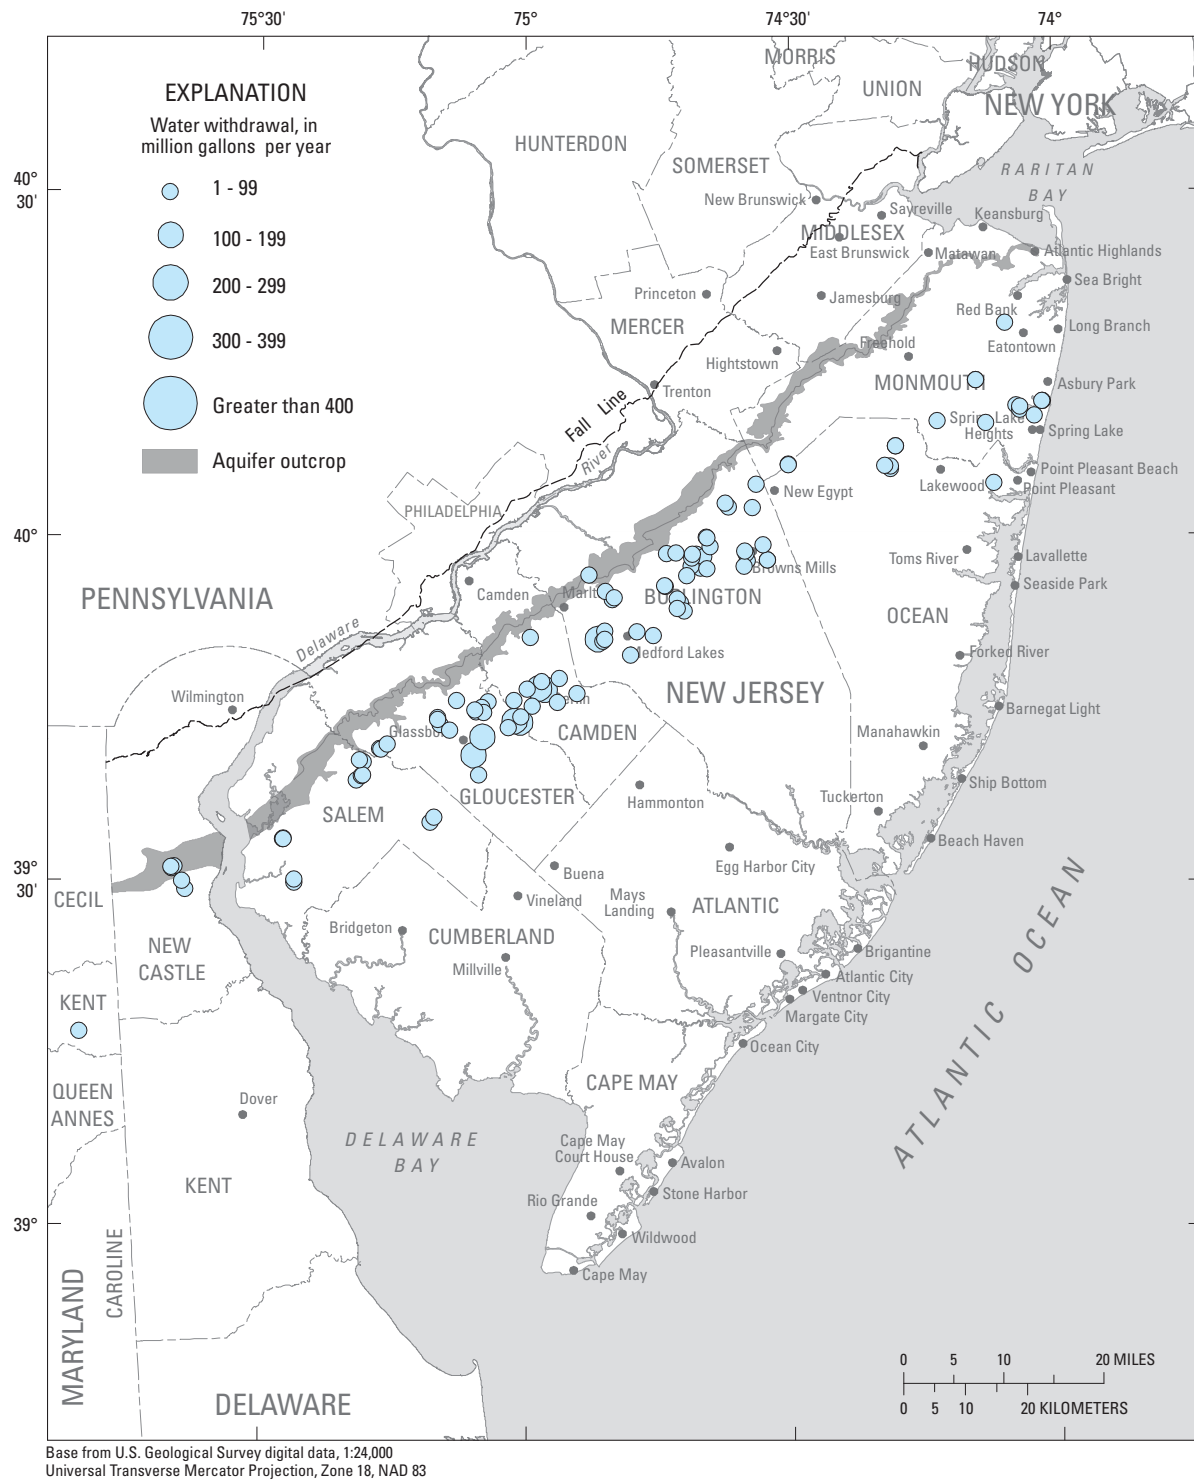 75°30'
75°
74°30'
74°
EXPLANATION
Water withdrawal, in
million gallons per year
1 - 99
100 - 199
200 - 299
300 - 399
Greater than 400
Aquifer outcrop
40°
30'
40°
39°
30'
39°
MORRIS
HUDSON
UNION
NEW YORK
HUNTERDON
SOMERSET
RARITAN
BAY
New Brunswick
Sayreville
Keansburg
MIDDLESEX
East Brunswick
Matawan
Atlantic Highlands
Sea Bright
Princeton
Jamesburg
Red Bank
MERCER
Long Branch
Freehold
Eatontown
Hightstown
MONMOUTH
Asbury Park
Trenton
Fall Line
Spring Lake
Heights
Spring Lake
River
Point Pleasant Beach
Lakewood
Point Pleasant
New Egypt
PHILADELPHIA
Toms River
Lavallette
Browns Mills
Seaside Park
PENNSYLVANIA
Camden
BURLINGTON
OCEAN
Delaware
Medford Lakes
Forked River
Wilmington
NEW JERSEY
Barnegat Light
CAMDEN
Manahawkin
Ship Bottom
GLOUCESTER
Hammonton
Tuckerton
SALEM
Beach Haven
Egg Harbor City
Buena
CECIL
Vineland
Mays
Landing
ATLANTIC
Bridgeton
CUMBERLAND
NEW
CASTLE
Millville
Pleasantville
Brigantine
Atlantic City
KENT
Ventnor City
Margate City
Ocean City
QUEEN
ANNES
CAPE MAY
Dover
ATLANTIC OCEAN
DELAWARE
BAY
Cape May
Court House
Avalon
KENT
Rio Grande
Stone Harbor
Wildwood
CAROLINE
Cape May
MARYLAND
DELAWARE
0 5 10 20 MILES
0 5 10 20 KILOMETERS
Base from U.S. Geological Survey digital data, 1:24,000
Universal Transverse Mercator Projection, Zone 18, NAD 83